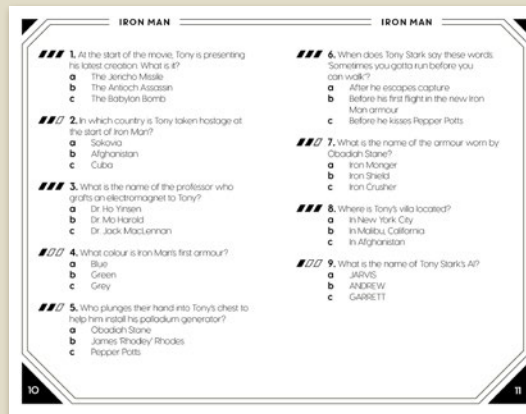 IRON MAN
1. At the start of the movie, Tony is presenting
his latest creation. What is it?
a The Jericho Missile
b The Antioch Assassin
c The Babylon Bomb
2. In which country is Tony taken hostage at
the start of Iron Man?
a Sokovia
b Afghanistan
c Cuba
3. What is the name of the professor who
grafts an electromagnet to Tony?
a Dr. Ho Yinsen
b Dr. Mo Harold
c Dr. Jack MacLennan
4. What colour is Iron Man's first armour?
a Blue
b Green
c Grey
5. Who plunges their hand into Tony's chest to
help him install his palladium generator?
a Obadiah Stane
b James 'Rhodey' Rhodes
c Pepper Potts
10
IRON MAN
6. When does Tony Stark say these words:
'Sometimes you gotta run before you
can walk'?
a After he escapes capture
b Before his first flight in the new Iron
Man armour
c Before he kisses Pepper Potts
7. What is the name of the armour worn by
Obadiah Stane?
a Iron Monger
b Iron Shield
c Iron Crusher
8. Where is Tony's villa located?
a In New York City
b In Malibu, California
c In Afghanistan
9. What is the name of Tony Stark's AI?
a JARVIS
b ANDREW
c GARRETT
11